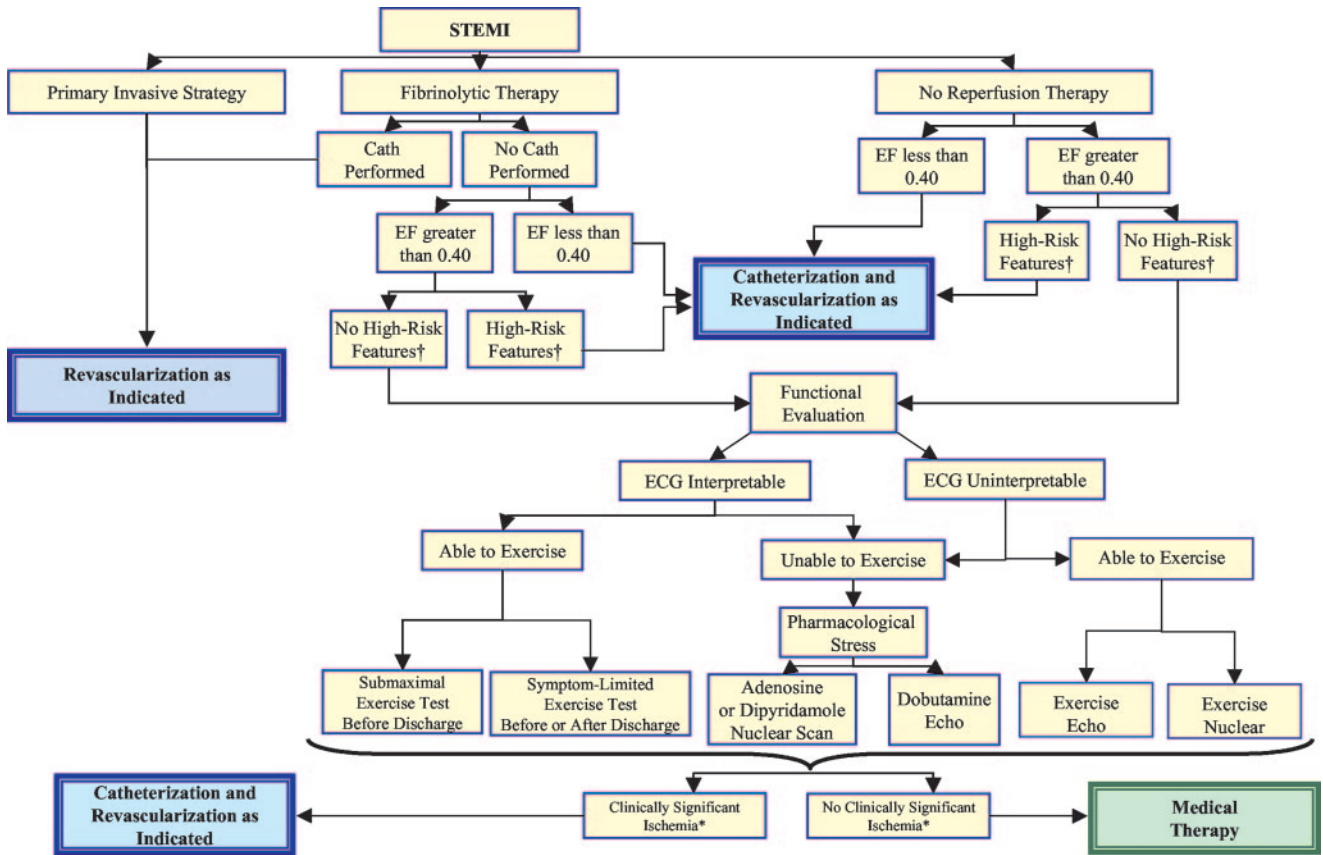 STEMI
Primary Invasive Strategy
Fibrinolytic Therapy
No Reperfusion Therapy
Cath
Performed
No Cath
Performed
EF less than
0.40
EF greater
than 0.40
EF greater
than 0.40
EF less than
0.40
High-Risk
Features†
No High-Risk
Features†
Catheterization and
Revascularization as
Indicated
No High-Risk
Features†
High-Risk
Features†
Revascularization as
Indicated
Functional
Evaluation
ECG Interpretable
ECG Uninterpretable
Able to Exercise
Unable to Exercise
Able to Exercise
Pharmacological
Stress
Submaximal
Exercise Test
Before Discharge
Symptom-Limited
Exercise Test
Before or After Discharge
Adenosine
or Dipyridamole
Nuclear Scan
Dobutamine
Echo
Exercise
Echo
Exercise
Nuclear
Catheterization and
Revascularization as
Indicated
Clinically Significant
Ischemia*
No Clinically Significant
Ischemia*
Medical
Therapy